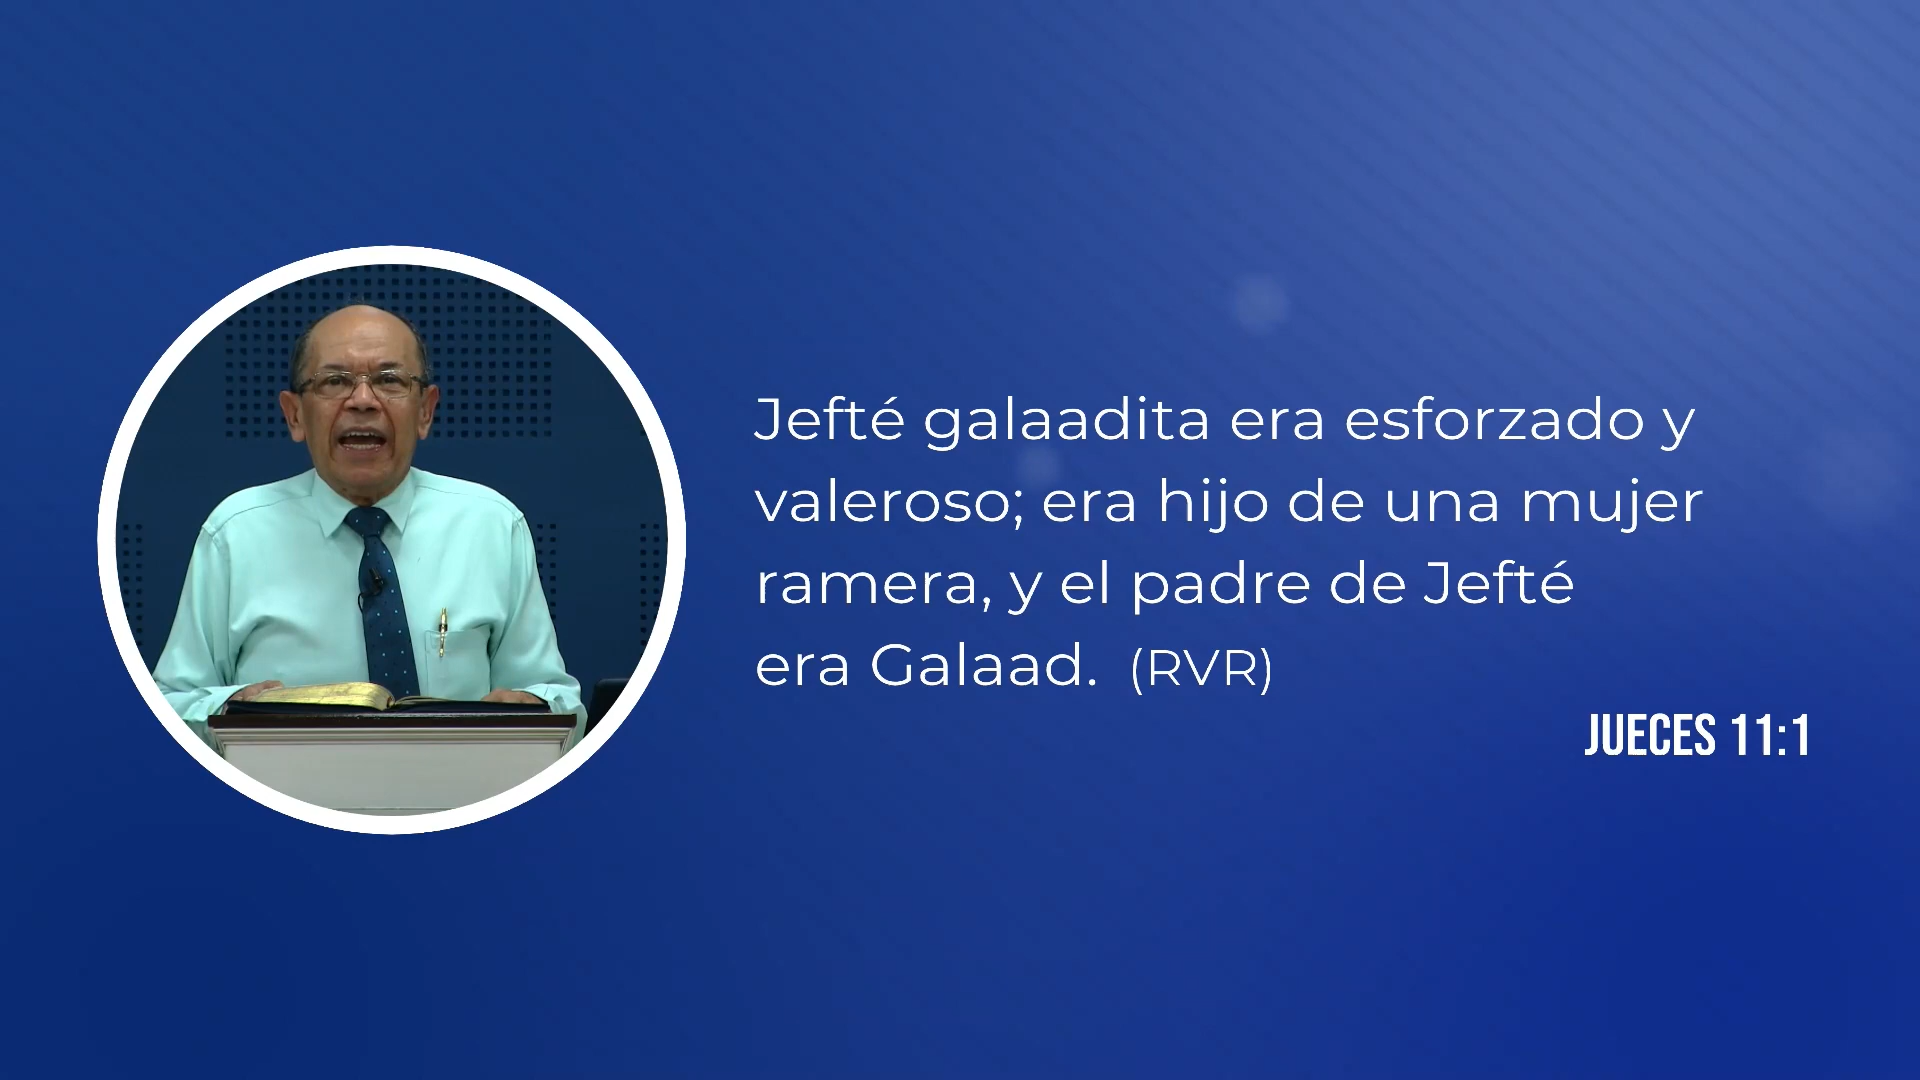 Jefté galaadita era esforzado y
valeroso; era hijo de una mujer
ramera, y el padre de Jefté
era Galaad. (RVR)
JUECES 11:1